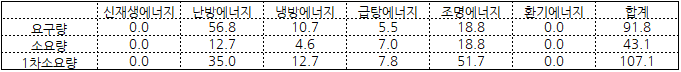 신재생에너지 난방에너지 냉방에너지 급탕에너지 조명에너지 환기에너지 합계
요구량 0.0 56.8 10.7 5.5 18.8 0.0 91.8
소요량 0.0 12.7 4.6 7.0 18.8 0.0 43.1
1차소요량 0.0 35.0 12.7 7.8 51.7 0.0 107.1